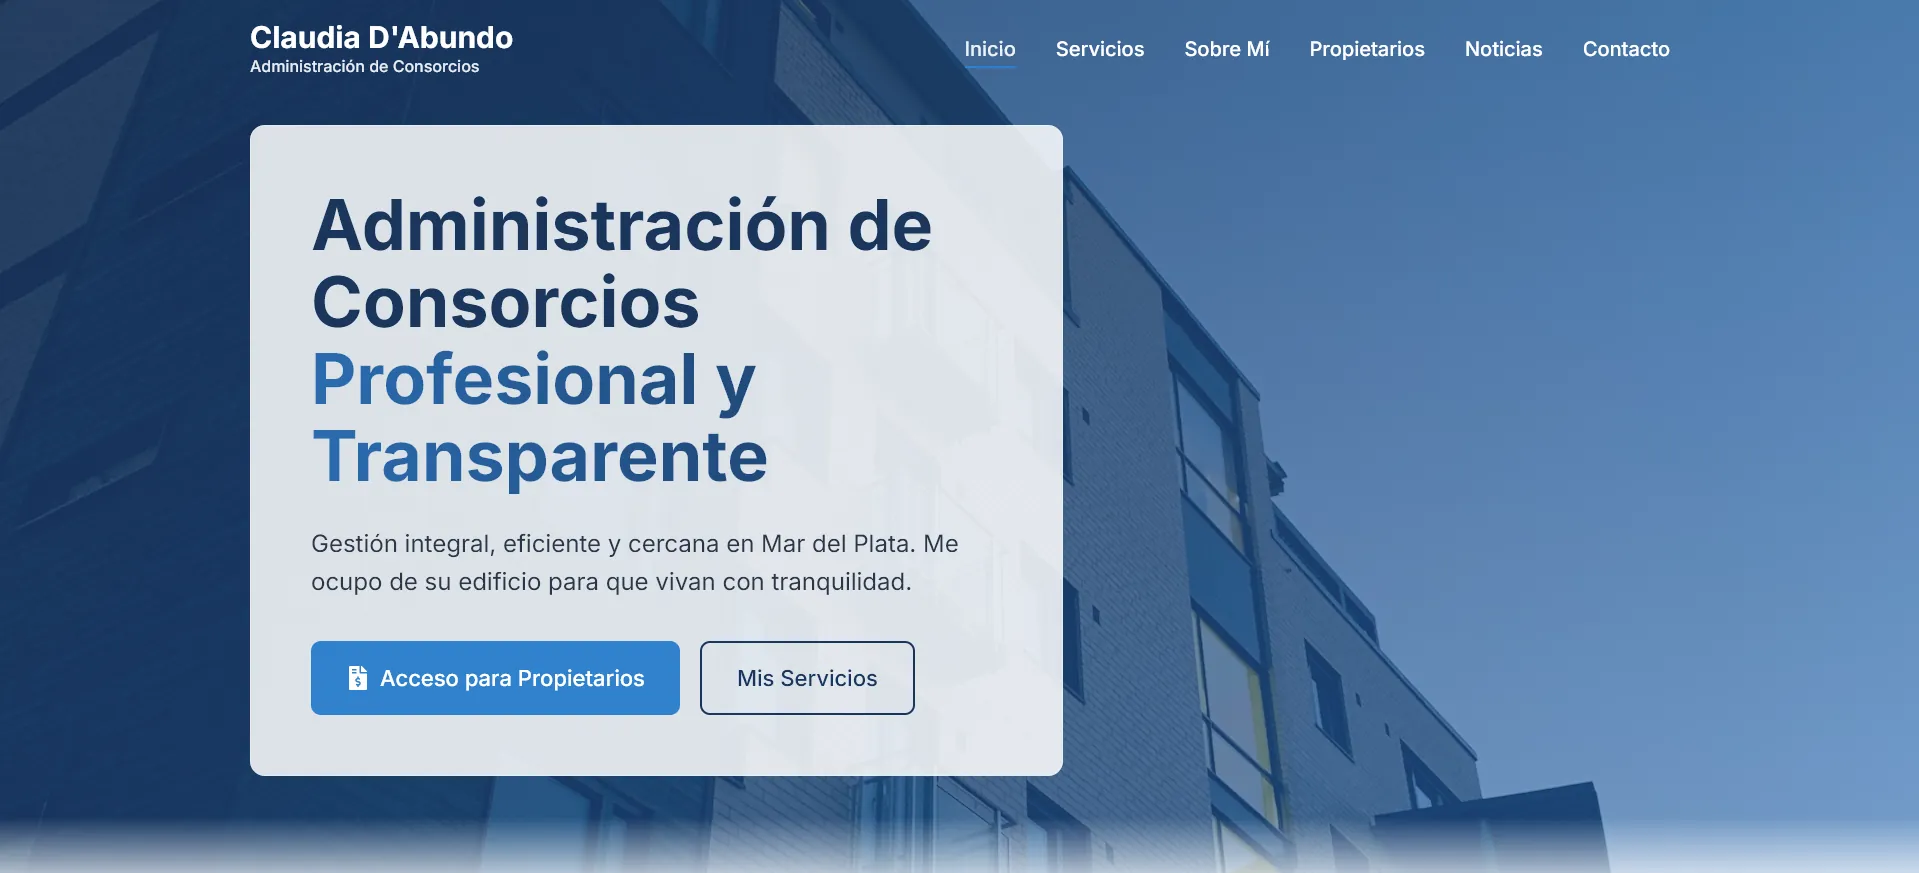 Claudia D'Abundo
Administración de Consorcios
Inicio
Servicios
Sobre Mí
Propietarios
Noticias
Contacto
Administración de
Consorcios
Profesional y
Transparente
Gestión integral, eficiente y cercana en Mar del Plata. Me
ocupo de su edificio para que vivan con tranquilidad.
Acceso para Propietarios
Mis Servicios